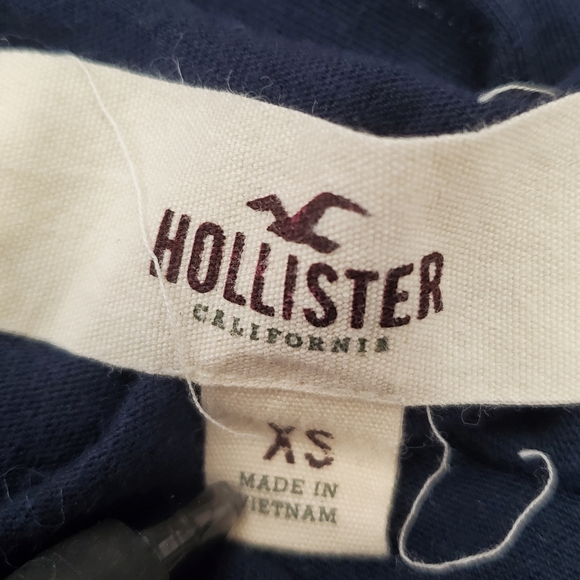 HOLLISTER
CALIFORNIA
XS
MADE IN
VIETNAM